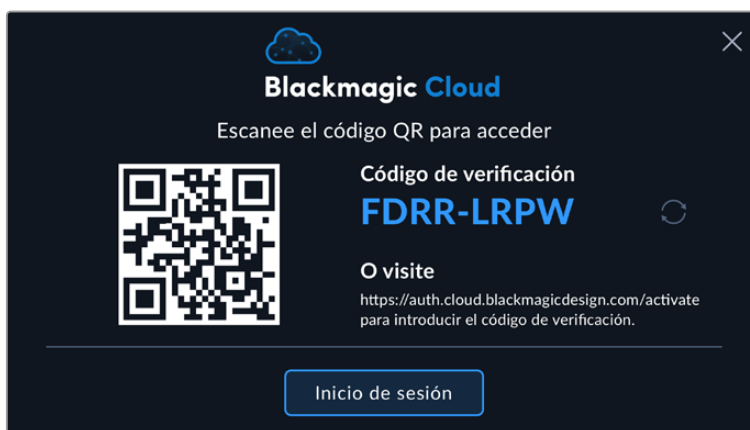 Blackmagic Cloud
Escanee el código QR para acceder
Código de verificación
FDRR-LRPW
O visite
https://auth.cloud.blackmagicdesign.com/activate
para introducir el código de verificación.
Inicio de sesión